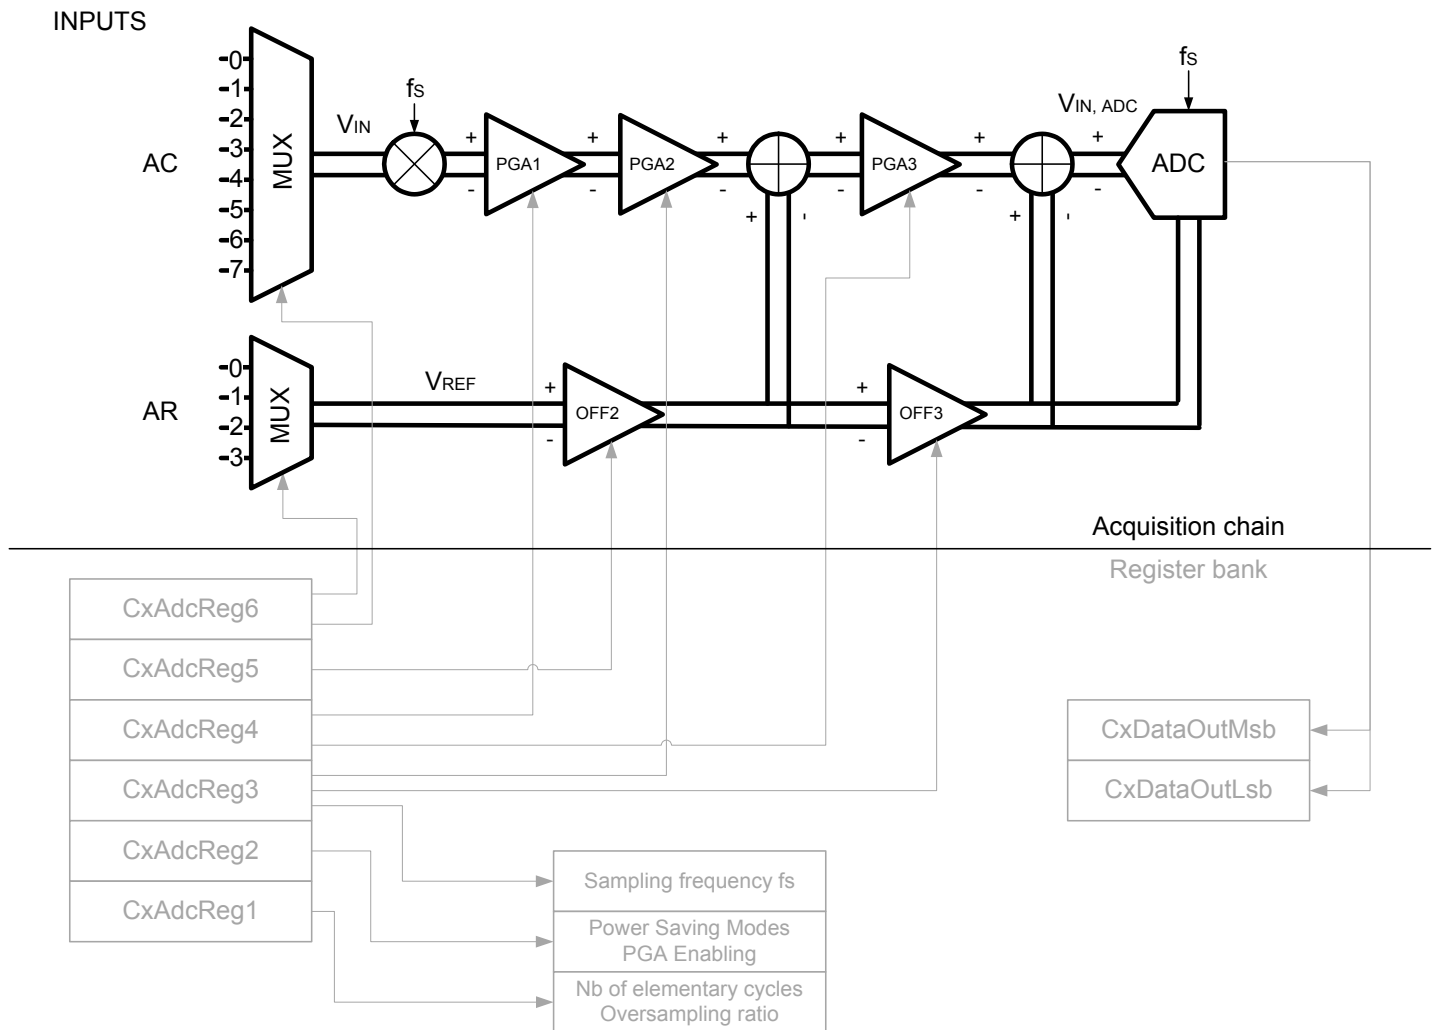 INPUTS
AC
0
1
2
3
4
5
6
7
MUX
VIN
fs
+
-
PGA1
+
-
PGA2
+
-
+
-
+
-
PGA3
+
-
+
-
VIN, ADC
+
-
fs
ADC
AR
0
1
2
3
MUX
VREF
+
-
OFF2
+
-
OFF3
Acquisition chain
Register bank
CxAdcReg6
CxAdcReg5
CxAdcReg4
CxAdcReg3
CxAdcReg2
CxAdcReg1
CxDataOutMsb
CxDataOutLsb
Sampling frequency fs
Power Saving Modes
PGA Enabling
Nb of elementary cycles
Oversampling ratio